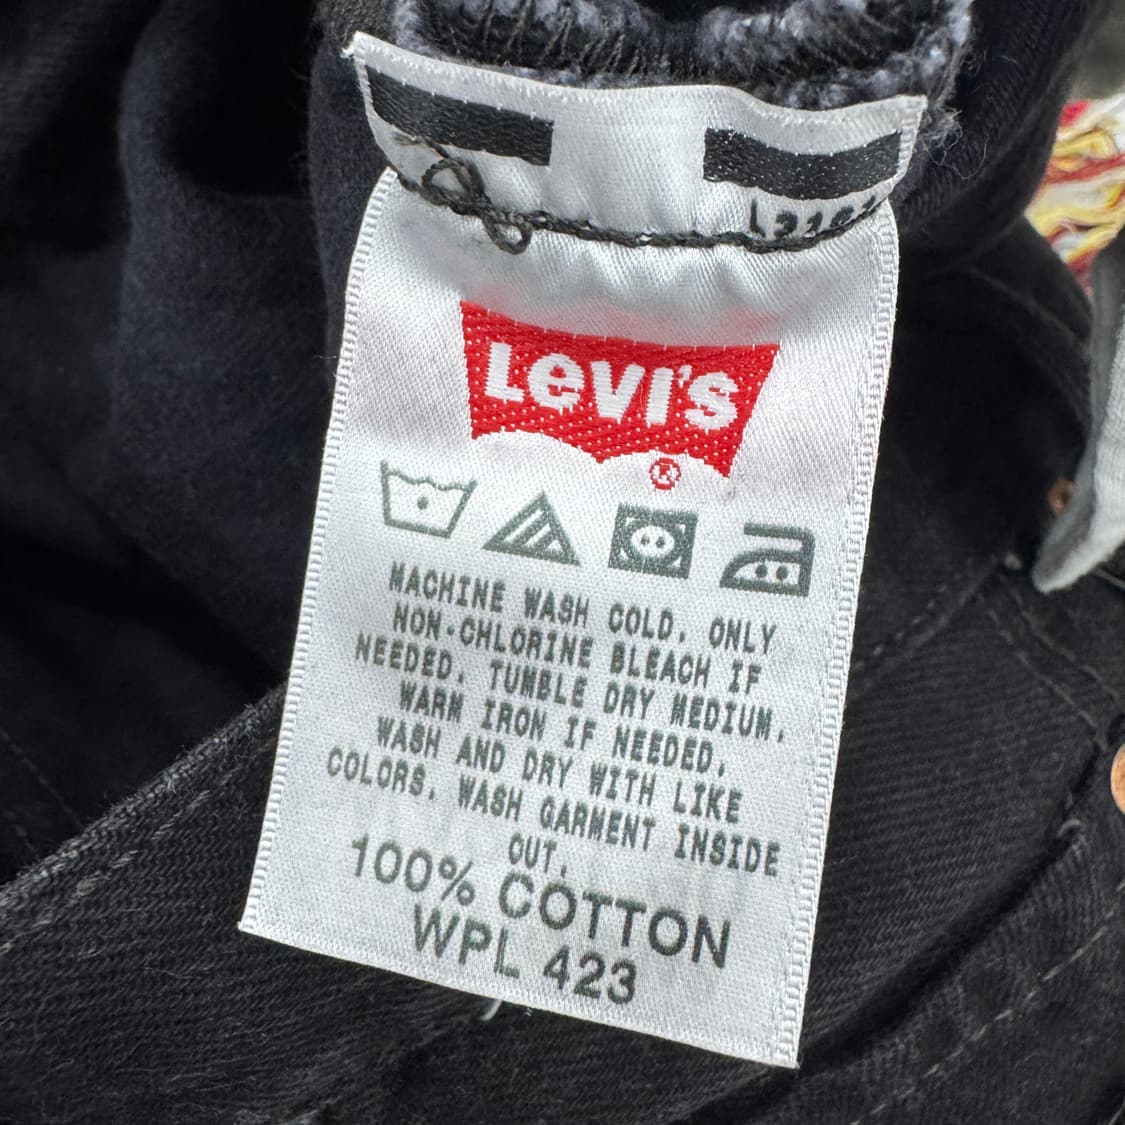 LEVI'S
®
MACHINE WASH COLD. ONLY
NON-CHLORINE BLEACH IF
NEEDED. TUMBLE DRY MEDIUM.
WARM IRON IF NEEDED.
WASH AND DRY WITH LIKE
COLORS. WASH GARMENT INSIDE
OUT.
100% COTTON
WPL 423